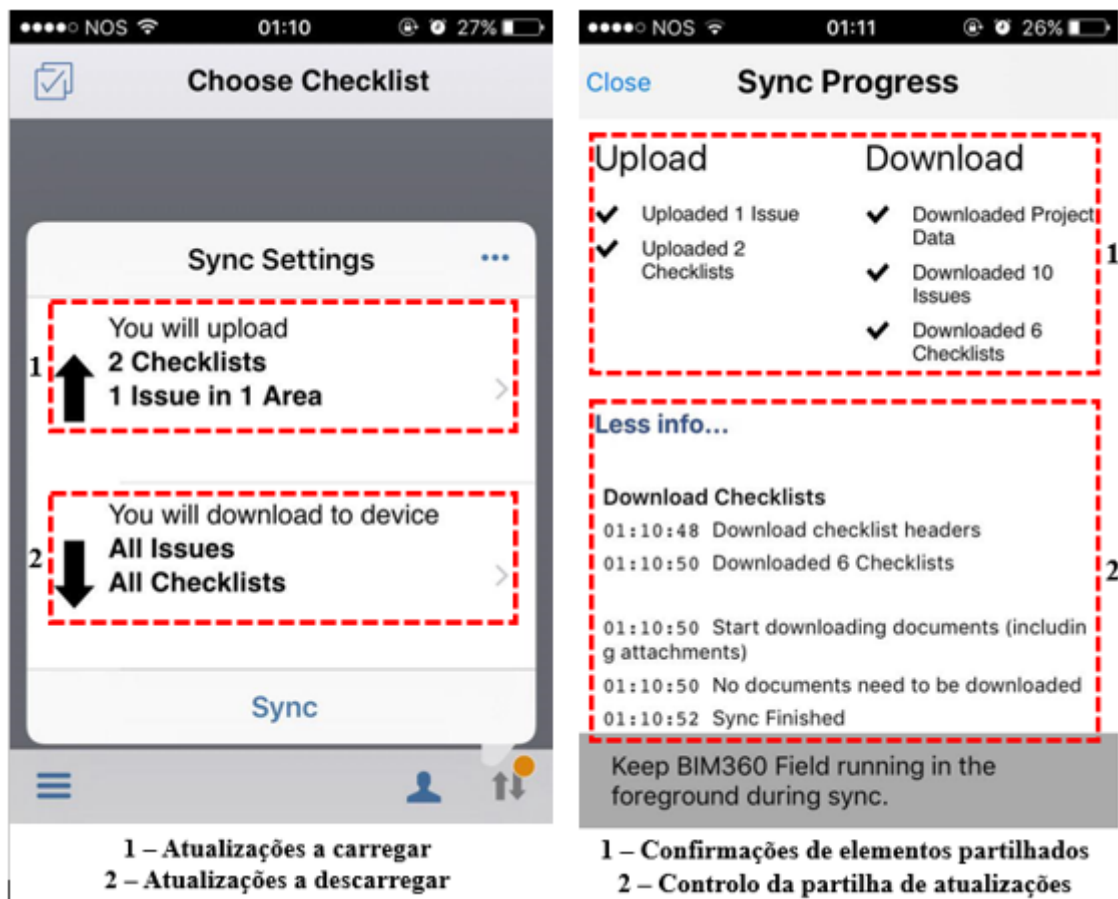 NOS 01:10 27%
Choose Checklist
Sync Settings
1
You will upload
2 Checklists
1 Issue in 1 Area
2
You will download to device
All Issues
All Checklists
Sync
1 – Atualizações a carregar
2 – Atualizações a descarregar
NOS 01:11 26%
Close Sync Progress
Upload
Uploaded 1 Issue
Uploaded 2
Checklists
Download
Downloaded Project
Data
Downloaded 10
Issues
Downloaded 6
Checklists
1
Less info...
Download Checklists
01:10:48 Download checklist headers
01:10:50 Downloaded 6 Checklists
2
01:10:50 Start downloading documents (includin
g attachments)
01:10:50 No documents need to be downloaded
01:10:52 Sync Finished
Keep BIM360 Field running in the
foreground during sync.
1 – Confirmações de elementos partilhados
2 – Controlo da partilha de atualizações